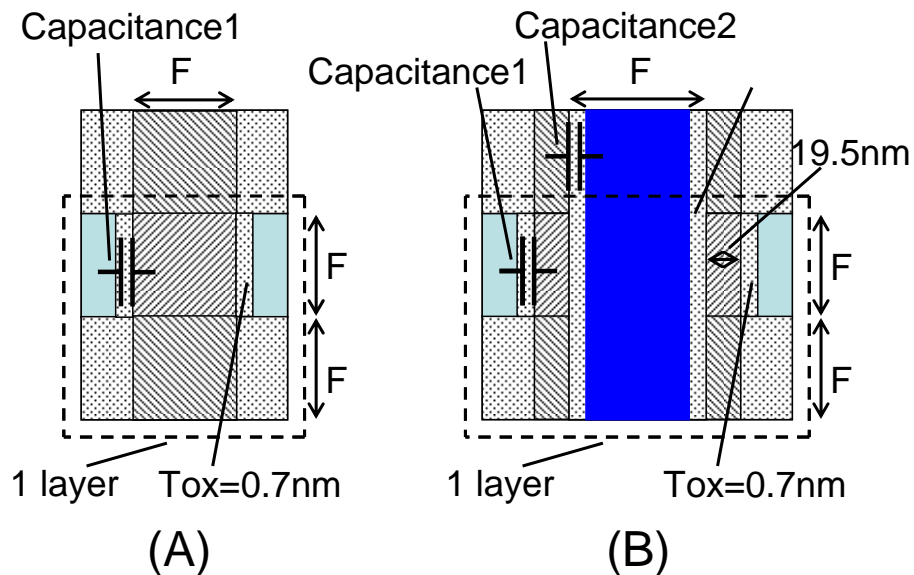 Capacitance1
F
F
F
1 layer
Tox=0.7nm
(A)
Capacitance2
Capacitance1
F
19.5nm
F
F
1 layer
Tox=0.7nm
(B)